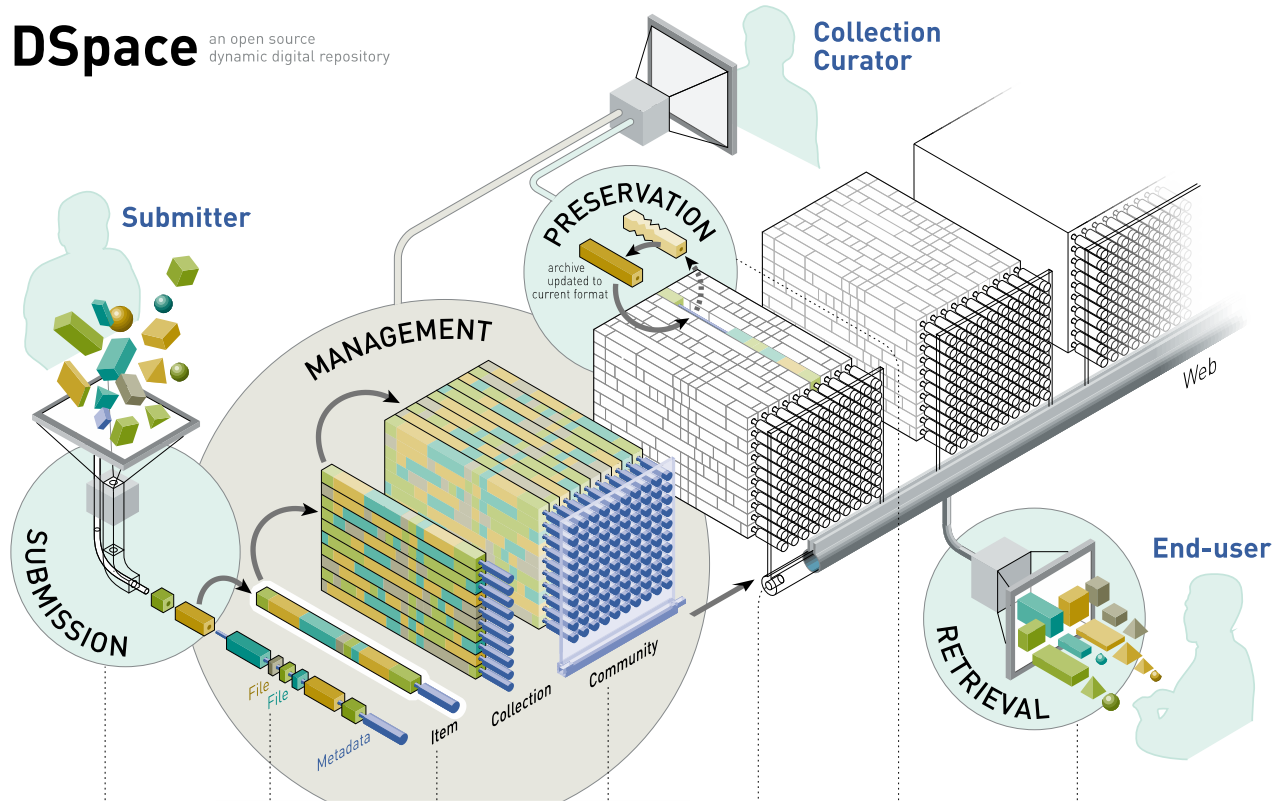 DSpace
an open source
dynamic digital repository
Collection
Curator
Submitter
PRESERVATION
archive
updated to
current format
MANAGEMENT
Web
SUBMISSION
End-user
RETRIEVAL
File
File
Metadata
Item
Collection
Community